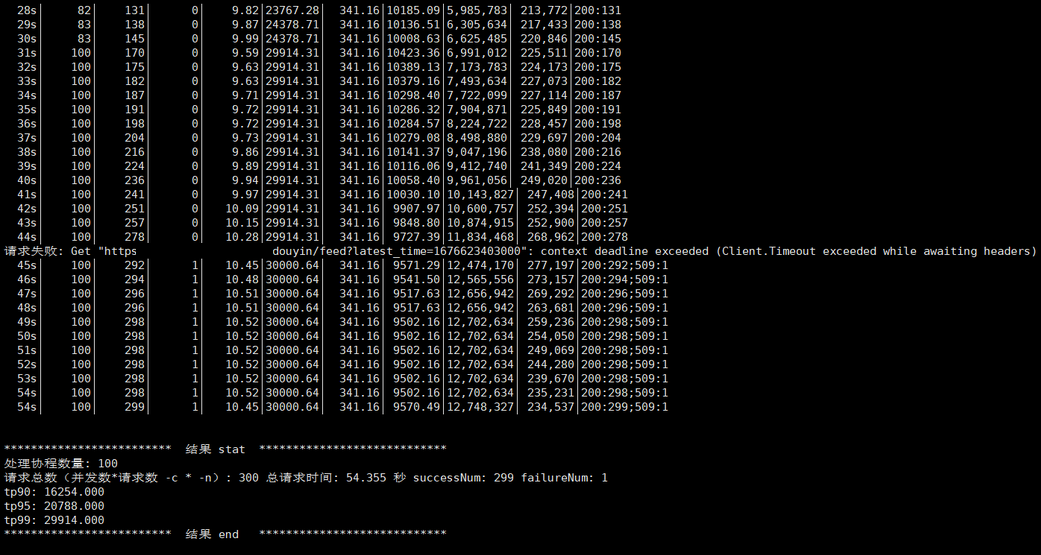 28s│ 82│ 131│ 0│ 9.82│23767.28│ 341.16│10185.09│5,985,783│ 213,772│200:131
29s│ 83│ 138│ 0│ 9.87│24378.71│ 341.16│10136.51│6,305,634│ 217,433│200:138
30s│ 83│ 145│ 0│ 9.99│24378.71│ 341.16│10008.63│6,625,485│ 220,846│200:145
31s│ 100│ 170│ 0│ 9.59│29914.31│ 341.16│10423.36│6,991,012│ 225,511│200:170
32s│ 100│ 175│ 0│ 9.63│29914.31│ 341.16│10389.13│7,173,783│ 224,173│200:175
33s│ 100│ 182│ 0│ 9.63│29914.31│ 341.16│10379.16│7,493,634│ 227,073│200:182
34s│ 100│ 187│ 0│ 9.71│29914.31│ 341.16│10298.40│7,722,099│ 227,114│200:187
35s│ 100│ 191│ 0│ 9.72│29914.31│ 341.16│10286.32│7,904,871│ 225,849│200:191
36s│ 100│ 198│ 0│ 9.72│29914.31│ 341.16│10284.57│8,224,722│ 228,457│200:198
37s│ 100│ 204│ 0│ 9.73│29914.31│ 341.16│10279.08│8,498,880│ 229,697│200:204
38s│ 100│ 216│ 0│ 9.86│29914.31│ 341.16│10141.37│9,047,196│ 238,080│200:216
39s│ 100│ 224│ 0│ 9.89│29914.31│ 341.16│10116.06│9,412,740│ 241,349│200:224
40s│ 100│ 236│ 0│ 9.94│29914.31│ 341.16│10058.40│9,961,056│ 249,020│200:236
41s│ 100│ 241│ 0│ 9.97│29914.31│ 341.16│10030.10│10,143,827│ 247,408│200:241
42s│ 100│ 251│ 0│ 10.09│29914.31│ 341.16│ 9907.97│10,600,757│ 252,394│200:251
43s│ 100│ 257│ 0│ 10.15│29914.31│ 341.16│ 9848.80│10,874,915│ 252,900│200:257
44s│ 100│ 278│ 0│ 10.28│29914.31│ 341.16│ 9727.39│11,834,468│ 268,962│200:278
请求失败: Get "https douyin/feed?latest_time=1676623403000": context deadline exceeded (Client.Timeout exceeded while awaiting headers)
45s│ 100│ 292│ 1│ 10.45│30000.64│ 341.16│ 9571.29│12,474,170│ 277,197│200:292;509:1
46s│ 100│ 294│ 1│ 10.48│30000.64│ 341.16│ 9541.50│12,565,556│ 273,157│200:294;509:1
47s│ 100│ 296│ 1│ 10.51│30000.64│ 341.16│ 9517.63│12,656,942│ 269,292│200:296;509:1
48s│ 100│ 296│ 1│ 10.51│30000.64│ 341.16│ 9517.63│12,656,942│ 263,681│200:296;509:1
49s│ 100│ 298│ 1│ 10.52│30000.64│ 341.16│ 9502.16│12,702,634│ 259,236│200:298;509:1
50s│ 100│ 298│ 1│ 10.52│30000.64│ 341.16│ 9502.16│12,702,634│ 254,050│200:298;509:1
51s│ 100│ 298│ 1│ 10.52│30000.64│ 341.16│ 9502.16│12,702,634│ 249,069│200:298;509:1
52s│ 100│ 298│ 1│ 10.52│30000.64│ 341.16│ 9502.16│12,702,634│ 244,280│200:298;509:1
53s│ 100│ 298│ 1│ 10.52│30000.64│ 341.16│ 9502.16│12,702,634│ 239,670│200:298;509:1
54s│ 100│ 298│ 1│ 10.52│30000.64│ 341.16│ 9502.16│12,702,634│ 235,231│200:298;509:1
54s│ 100│ 299│ 1│ 10.45│30000.64│ 341.16│ 9570.49│12,748,327│ 234,537│200:299;509:1
************************* 结果 stat ****************************
处理协程数量: 100
请求总数（并发数*请求数 -c * -n）: 300 总请求时间: 54.355 秒 successNum: 299 failureNum: 1
tp90: 16254.000
tp95: 20788.000
tp99: 29914.000
************************* 结果 end ****************************